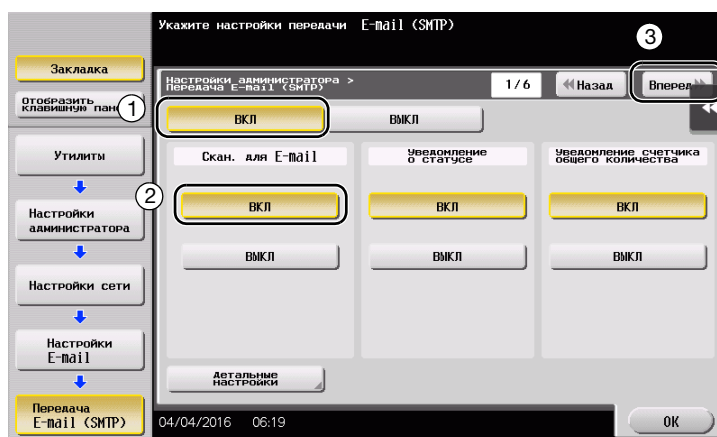 Укажите настройки передачи E-mail (SMTP)
3
Закладка
Отобразить
клавишную пан
1
Настройки администратора >
Передача E-mail (SMTP)
1/6
Назад
Вперед
ВКЛ
ВЫКЛ
Утилиты
Скан. для E-mail
Уведомление
о статусе
Уведомление счетчика
общего количества
2
Настройки
администратора
ВКЛ
ВКЛ
ВКЛ
ВЫКЛ
ВЫКЛ
ВЫКЛ
Настройки сети
Настройки
E-mail
Детальные
настройки
Передача
E-mail (SMTP)
04/04/2016 06:19
OK